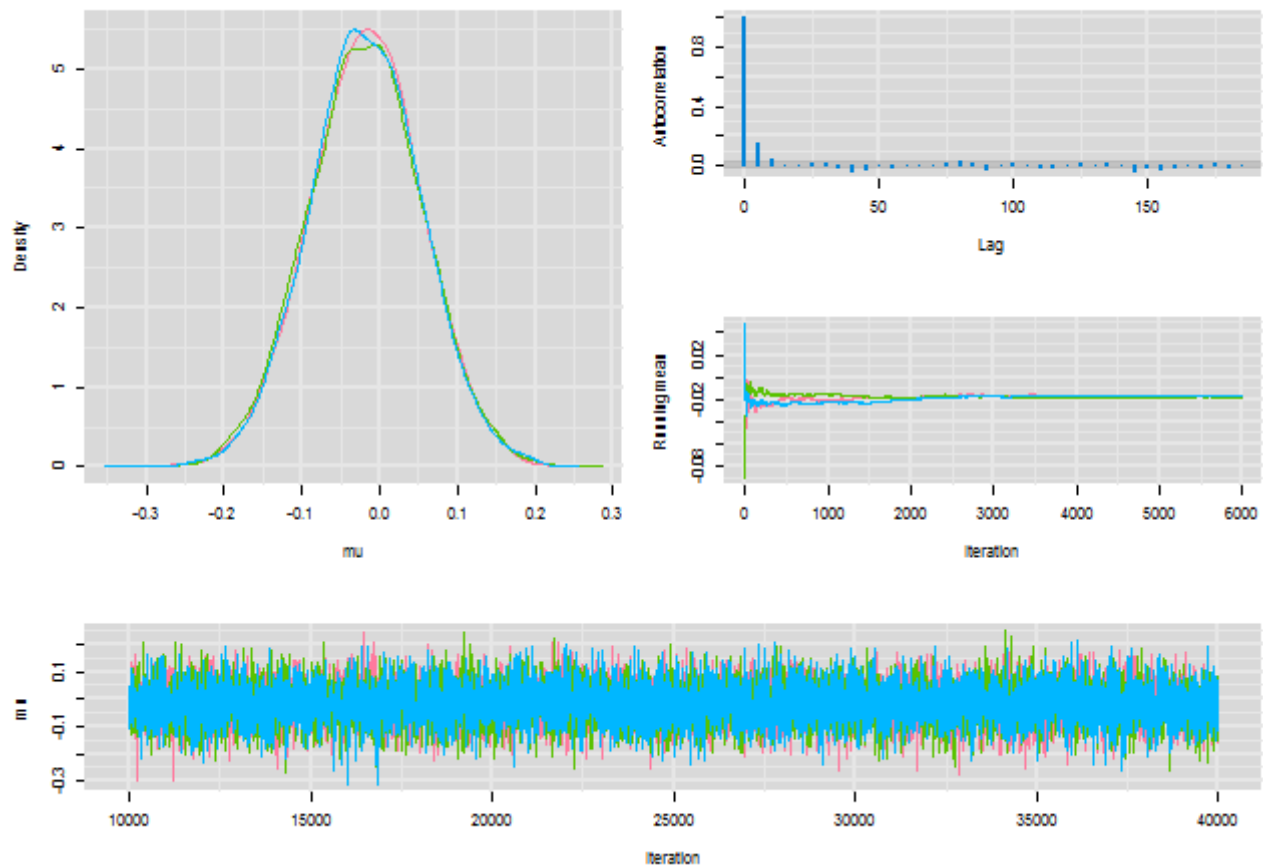 Density
5
4
3
2
1
0
-0.3 -0.2 -0.1 0.0 0.1 0.2 0.3
mu
Autocorrelation
0.8
0.4
0.0
0 50 100 150
Lag
Running mean
0.02
-0.02
-0.08
0 1000 2000 3000 4000 5000 6000
Iteration
mu
0.1
-0.1
-0.3
10000 15000 20000 25000 30000 35000 40000
Iteration